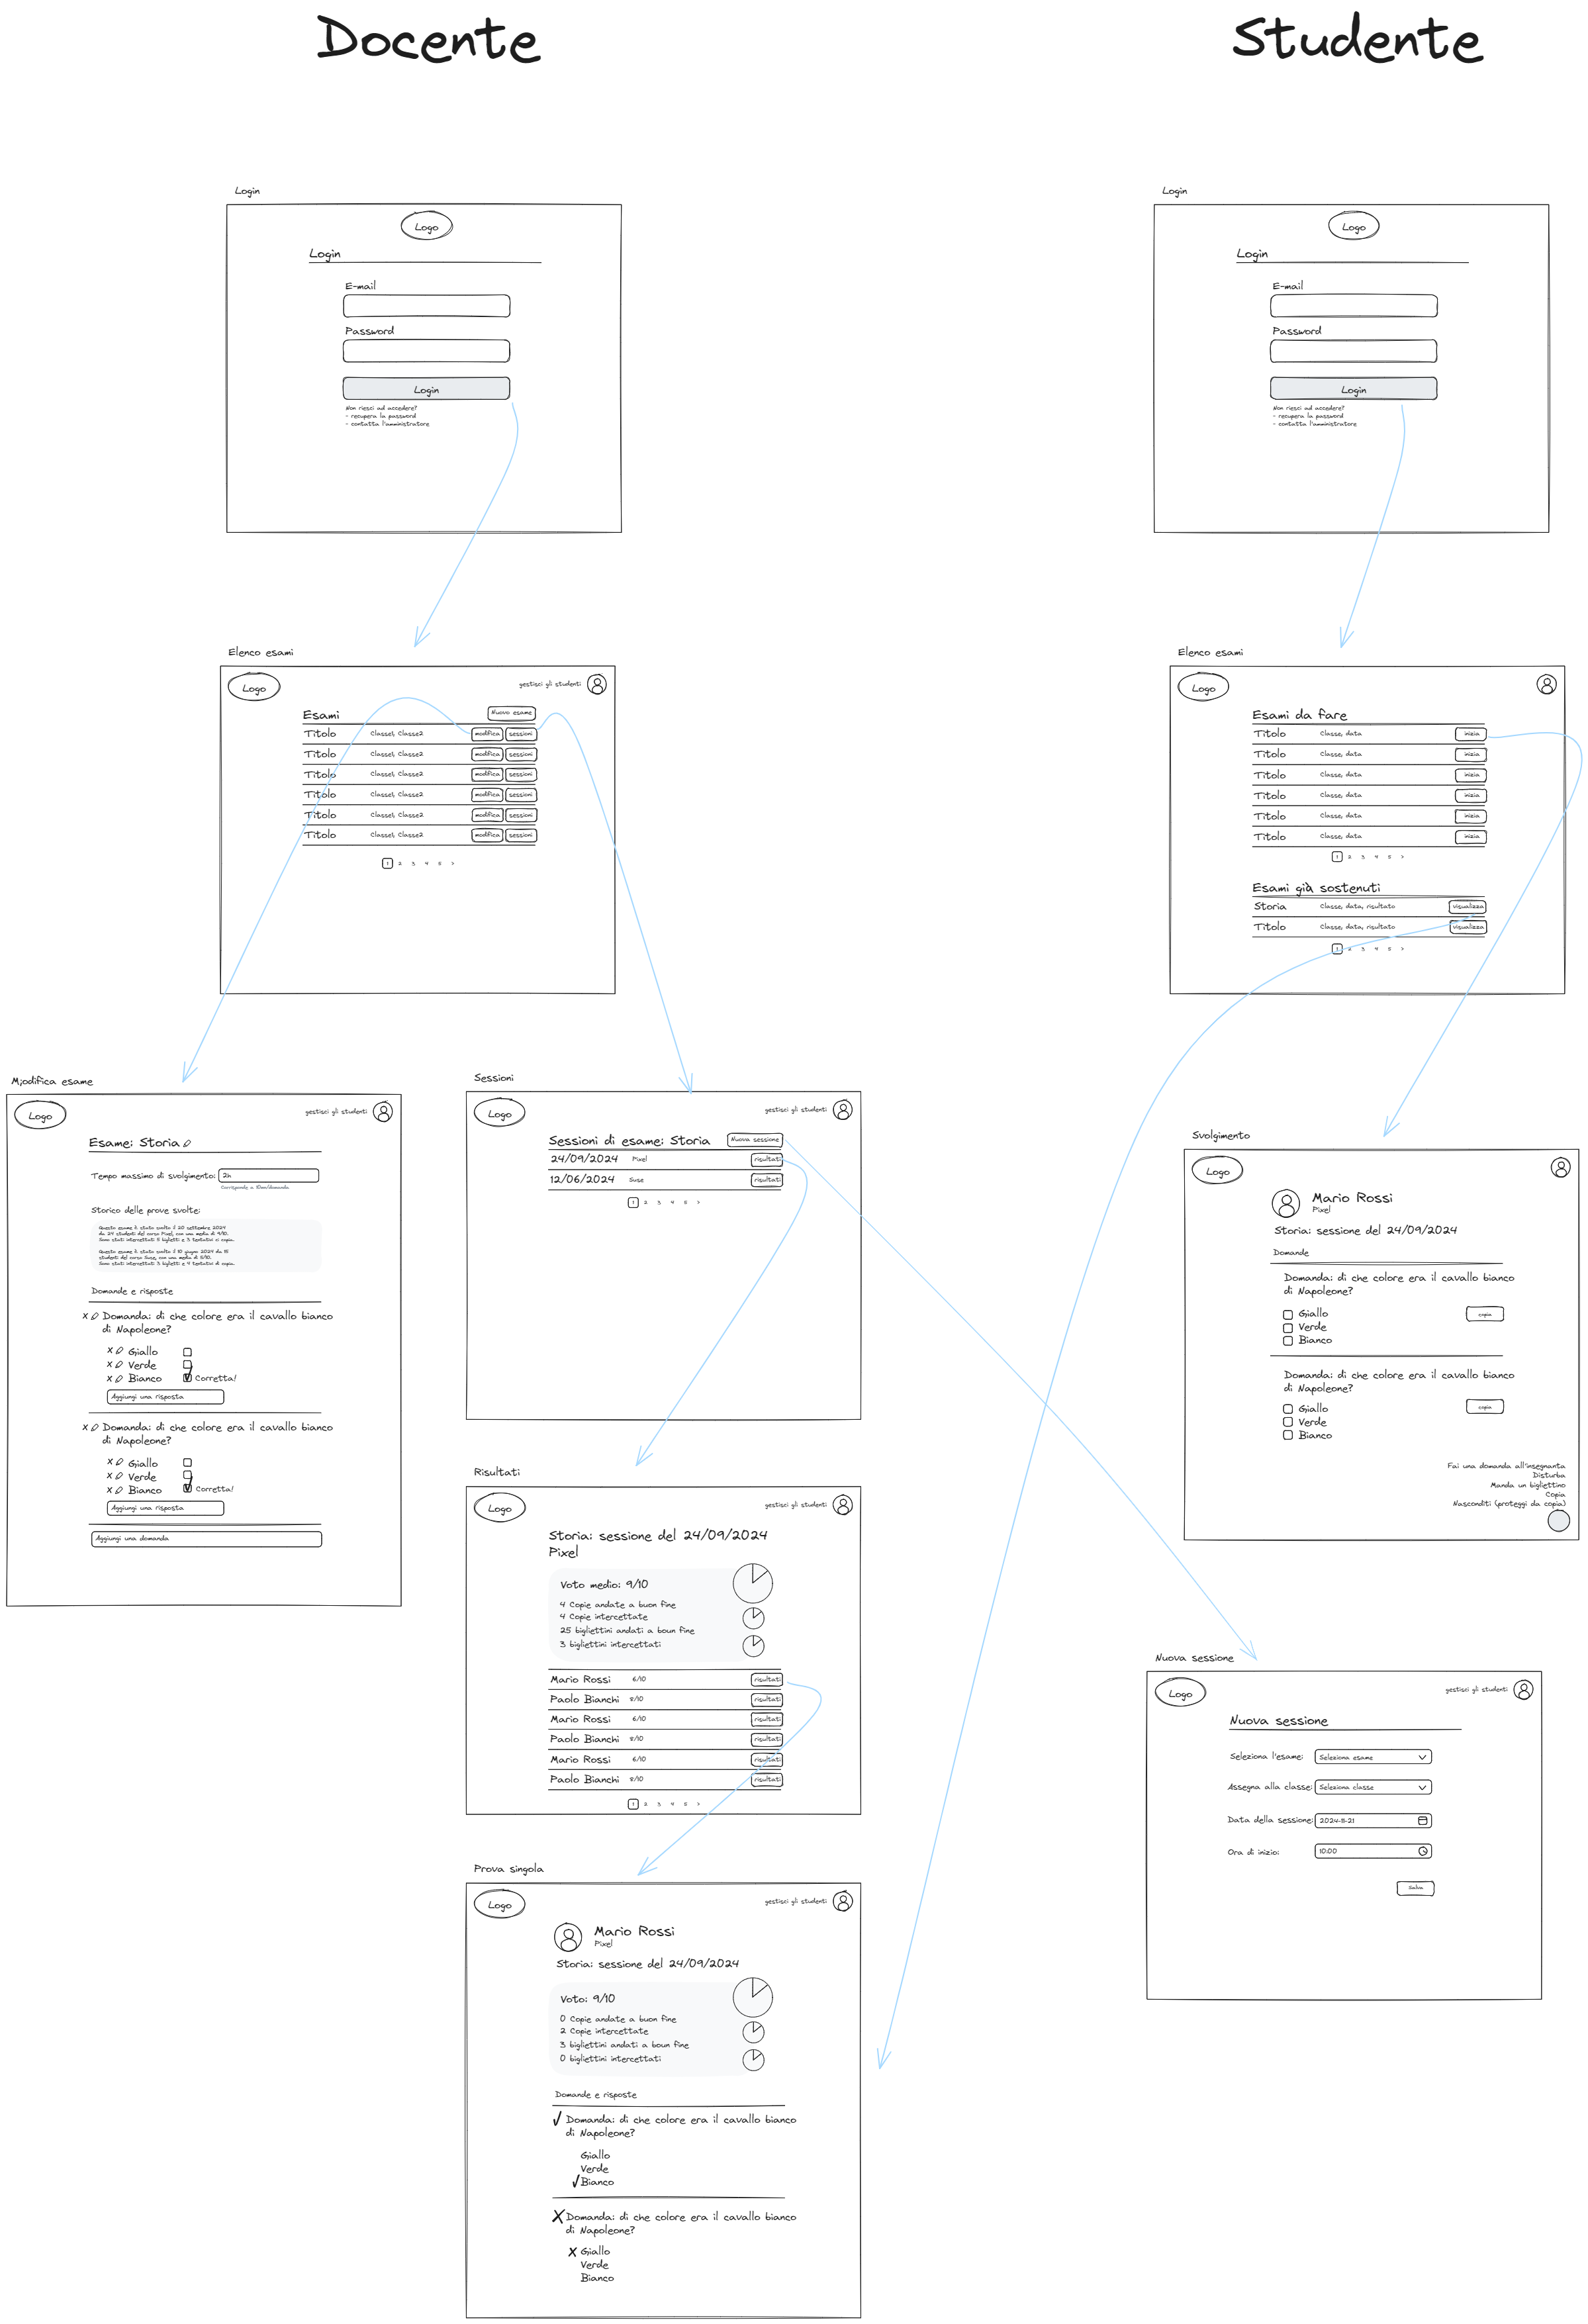 Docente
Studente
Login
Logo
Login
E-mail
Password
Login
Non riesci ad accedere?
- recupera la password
- contatta l'amministratore
Login
Logo
Login
E-mail
Password
Login
Non riesci ad accedere?
- recupera la password
- contatta l'amministratore
Elenco esami
Logo
gestisci gli studenti
Esami
Nuovo esame
Titolo Classe1, Classe2 modifica sessioni
Titolo Classe1, Classe2 modifica sessioni
Titolo Classe1, Classe2 modifica sessioni
Titolo Classe1, Classe2 modifica sessioni
Titolo Classe1, Classe2 modifica sessioni
Titolo Classe1, Classe2 modifica sessioni
1 2 3 4 5 >
Elenco esami
Logo
Esami da fare
Titolo Classe, data inizia
Titolo Classe, data inizia
Titolo Classe, data inizia
Titolo Classe, data inizia
Titolo Classe, data inizia
Titolo Classe, data inizia
1 2 3 4 5 >
Esami già sostenuti
Storia Classe, data, risultato visualizza
Titolo Classe, data, risultato visualizza
1 2 3 4 5 >
M;odifica esame
Logo
gestisci gli studenti
Esame: Storia
Tempo massimo di svolgimento: 2h
Corrisponde a 10m/domanda
Storico delle prove svolte:
Questo esame è stato svolto il 20 settembre 2024
da 24 studenti del corso Pixel, con una media di 9/10.
Sono stati intercettati 5 biglietti e 3 tentativi di copia.
Questo esame è stato svolto il 10 giugno 2024 da 15
studenti del corso Suse, con una media di 5/10.
Sono stati intercettati 3 biglietti e 4 tentativi di copia.
Domande e risposte
x Domanda: di che colore era il cavallo bianco
di Napoleone?
x Giallo
x Verde
x Bianco Corretta!
Aggiungi una risposta
x Domanda: di che colore era il cavallo bianco
di Napoleone?
x Giallo
x Verde
x Bianco Corretta!
Aggiungi una risposta
Aggiungi una domanda
Sessioni
Logo
gestisci gli studenti
Sessioni di esame: Storia
Nuova sessione
24/09/2024 Pixel risultati
12/06/2024 Suse risultati
1 2 3 4 5 >
Svolgimento
Logo
Mario Rossi
Pixel
Storia: sessione del 24/09/2024
Domande
Domanda: di che colore era il cavallo bianco
di Napoleone?
Giallo
Verde
Bianco
copia
Domanda: di che colore era il cavallo bianco
di Napoleone?
Giallo
Verde
Bianco
copia
Fai una domanda all'insegnanta
Disturba
Manda un bigliettino
Copia
Nasconditi (proteggi da copia)
Risultati
Logo
gestisci gli studenti
Storia: sessione del 24/09/2024
Pixel
Voto medio: 9/10
4 Copie andate a buon fine
4 Copie intercettate
25 bigliettini andati a boun fine
3 bigliettini intercettati
Mario Rossi 6/10 risultati
Paolo Bianchi 8/10 risultati
Mario Rossi 6/10 risultati
Paolo Bianchi 8/10 risultati
Mario Rossi 6/10 risultati
Paolo Bianchi 8/10 risultati
1 2 3 4 5 >
Nuova sessione
Logo
gestisci gli studenti
Nuova sessione
Seleziona l'esame: Seleziona esame
Assegna alla classe: Seleziona classe
Data della sessione: 2024-11-21
Ora di inizio: 10:00
Salva
Prova singola
Logo
gestisci gli studenti
Mario Rossi
Pixel
Storia: sessione del 24/09/2024
Voto: 9/10
0 Copie andate a buon fine
2 Copie intercettate
3 bigliettini andati a boun fine
0 bigliettini intercettati
Domande e risposte
Domanda: di che colore era il cavallo bianco
di Napoleone?
Giallo
Verde
Bianco
X Domanda: di che colore era il cavallo bianco
di Napoleone?
x Giallo
Verde
Bianco